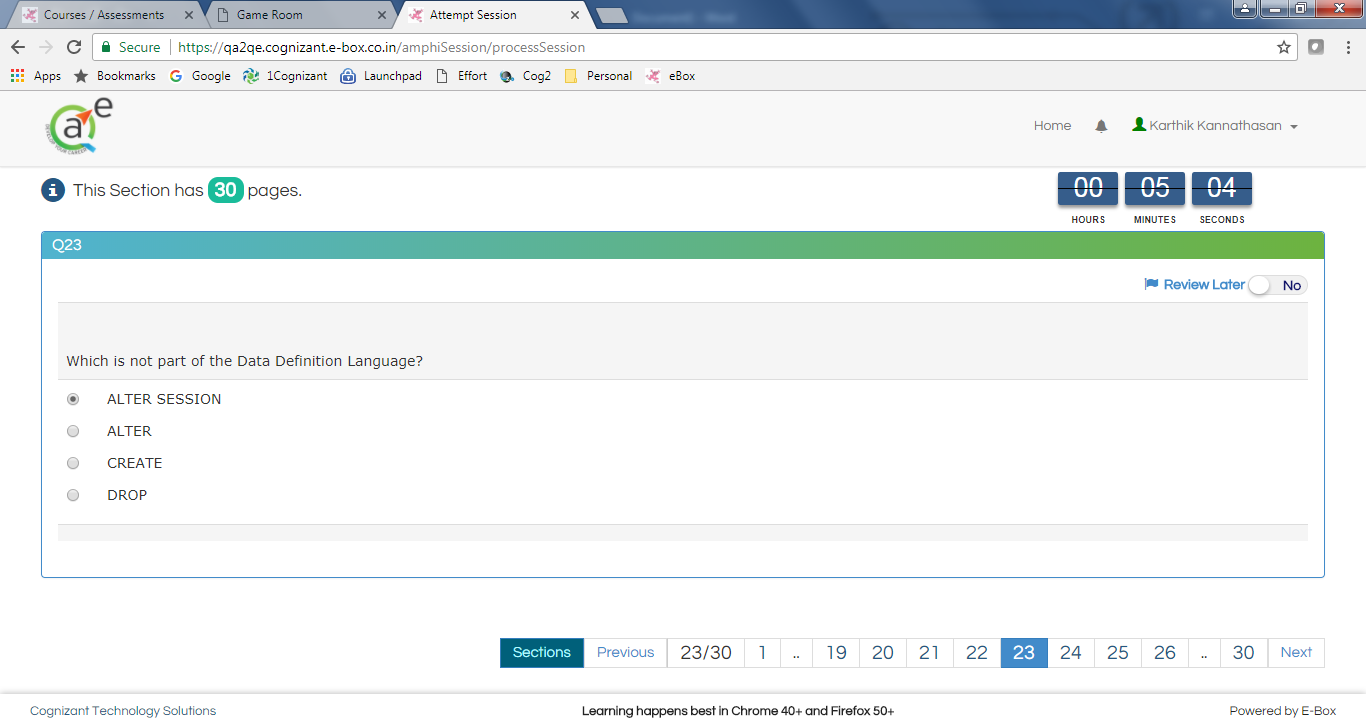 Courses / Assessments
Game Room
Attempt Session
Secure https://qa2qe.cognizant.e-box.co.in/amphiSession/processSession
Apps Bookmarks Google 1Cognizant Launchpad Effort Cog2 Personal eBox
a e
Home Karthik Kannathasan
This Section has 30 pages.
00 05 04
HOURS MINUTES SECONDS
Q23
Review Later No
Which is not part of the Data Definition Language?
ALTER SESSION
ALTER
CREATE
DROP
Sections Previous 23/30 1 .. 19 20 21 22 23 24 25 26 .. 30 Next
Cognizant Technology Solutions Learning happens best in Chrome 40+ and Firefox 50+ Powered by E-Box